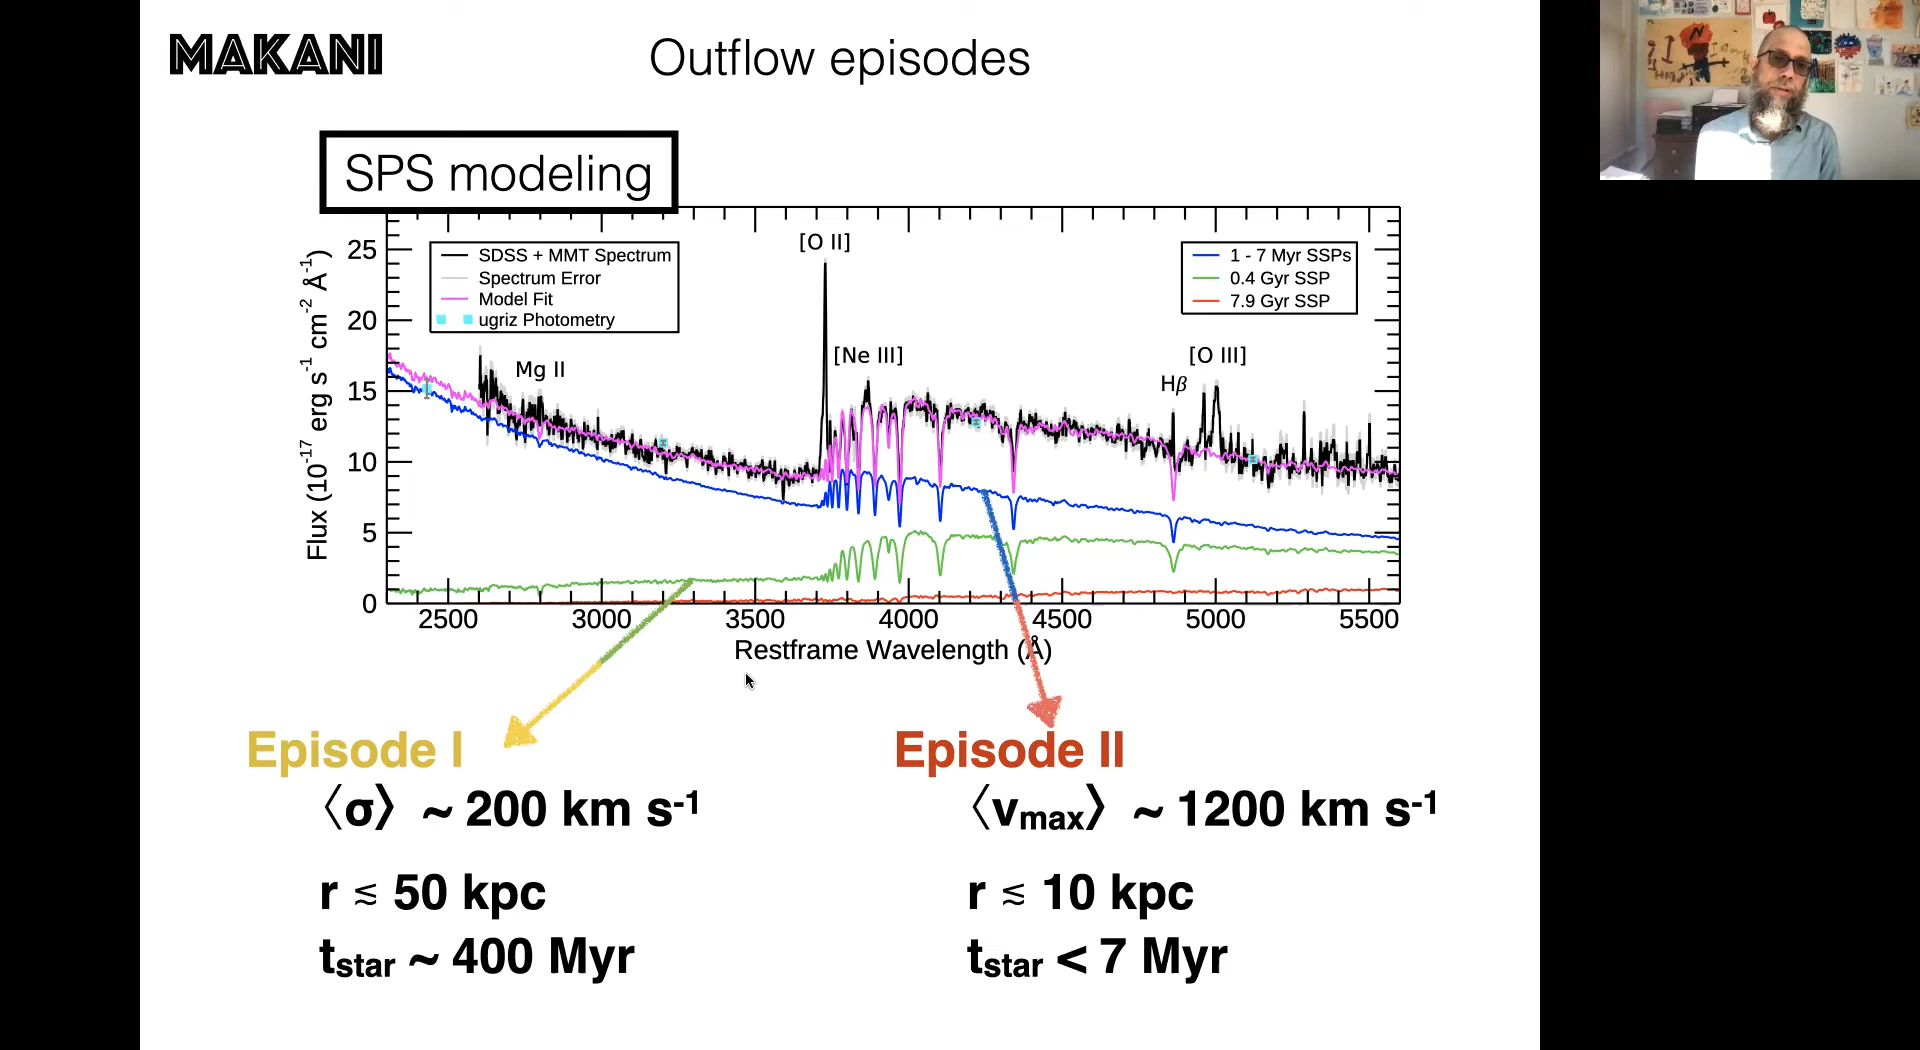 MAKANI
Outflow episodes
SPS modeling
[O II]
SDSS + MMT Spectrum
Spectrum Error
Model Fit
ugriz Photometry
1 - 7 Myr SSPs
0.4 Gyr SSP
7.9 Gyr SSP
Mg II
[Ne III]
[O III]
Hβ
Flux (10⁻¹⁷ erg s⁻¹ cm⁻² Å⁻¹)
25
20
15
10
5
0
2500 3000 3500 4000 4500 5000 5500
Restframe Wavelength (Å)
Episode I
⟨σ⟩ ~ 200 km s⁻¹
r ≲ 50 kpc
tstar ~ 400 Myr
Episode II
⟨vmax⟩ ~ 1200 km s⁻¹
r ≲ 10 kpc
tstar < 7 Myr